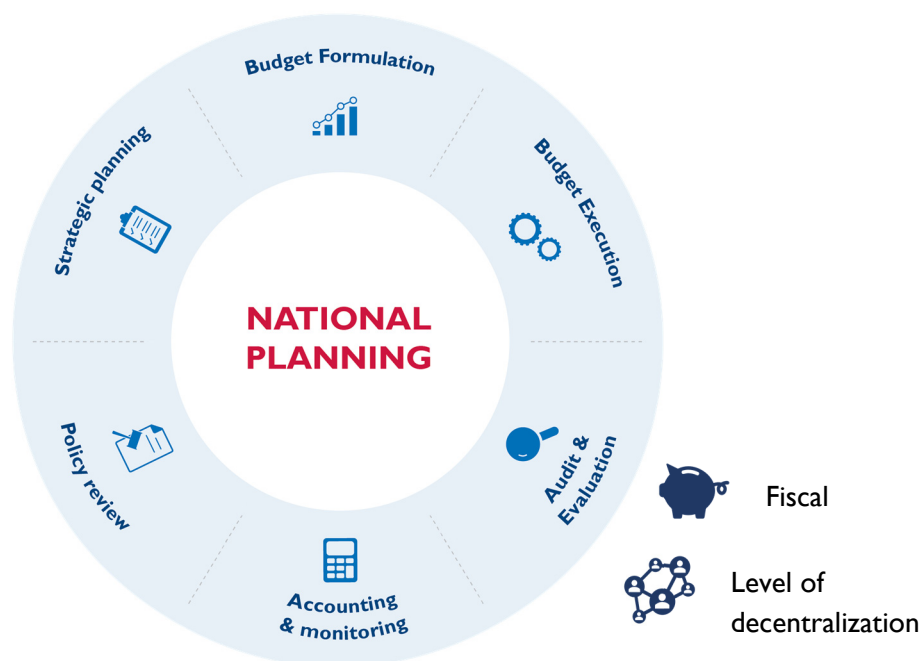 Budget Formulation
Strategic planning
Budget Execution
NATIONAL
PLANNING
Policy review
Audit &
Evaluation
Accounting
& monitoring
Fiscal
Level of
decentralization